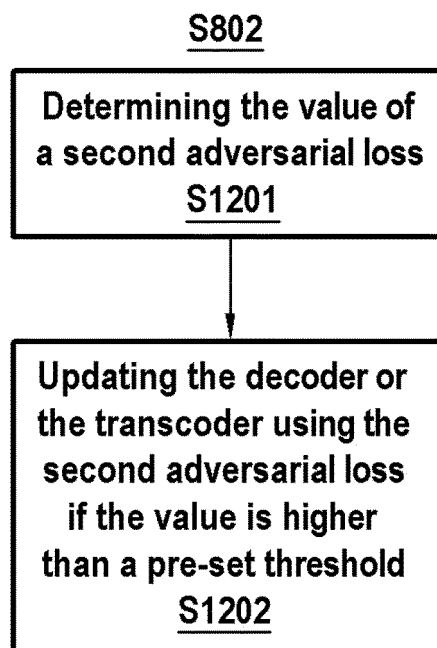 S802
Determining the value of
a second adversarial loss
S1201
Updating the decoder or
the transcoder using the
second adversarial loss
if the value is higher
than a pre-set threshold
S1202